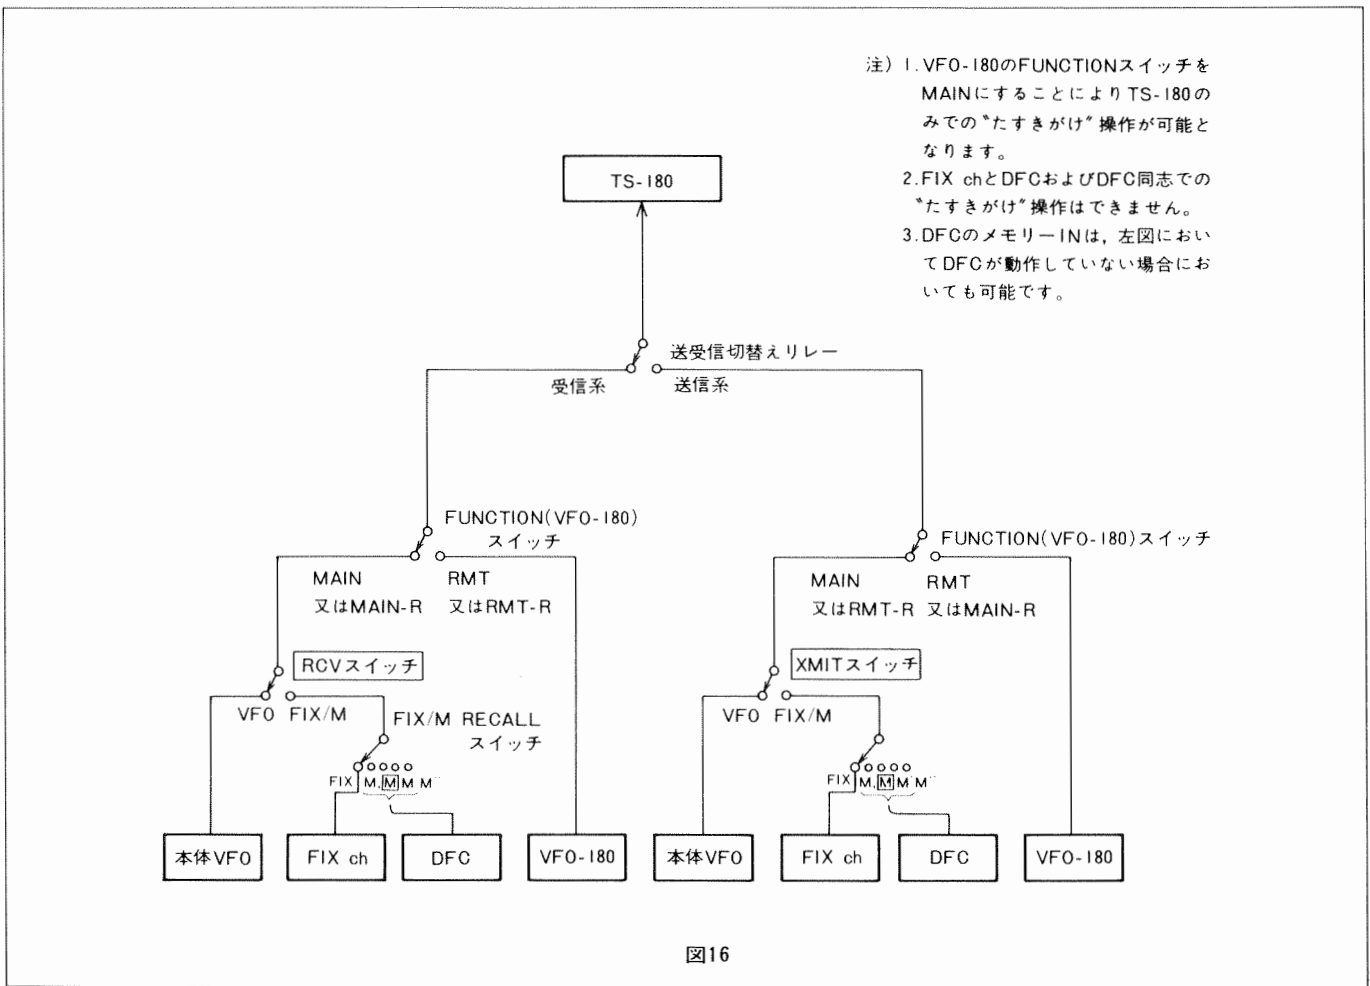 注) 1.VFO-180のFUNCTIONスイッチを
MAINにすることによりTS-180の
みでの〝たすきがけ〟操作が可能と
なります。
2.FIX chとDFCおよびDFC同志での
〝たすきがけ〟操作はできません。
3.DFCのメモリーINは,左図におい
てDFCが動作していない場合にお
いても可能です。
TS-180
送受信切替えリレー
受信系
送信系
FUNCTION(VFO-180)
スイッチ
MAIN
又はMAIN-R
RMT
又はRMT-R
RCVスイッチ
VFO FIX/M
FIX/M RECALL
スイッチ
FIX M. M M M
本体VFO
FIX ch
DFC
VFO-180
FUNCTION(VFO-180)スイッチ
MAIN
又はRMT-R
RMT
又はMAIN-R
XMITスイッチ
VFO FIX/M
FIX M. M M M
本体VFO
FIX ch
DFC
VFO-180
図16